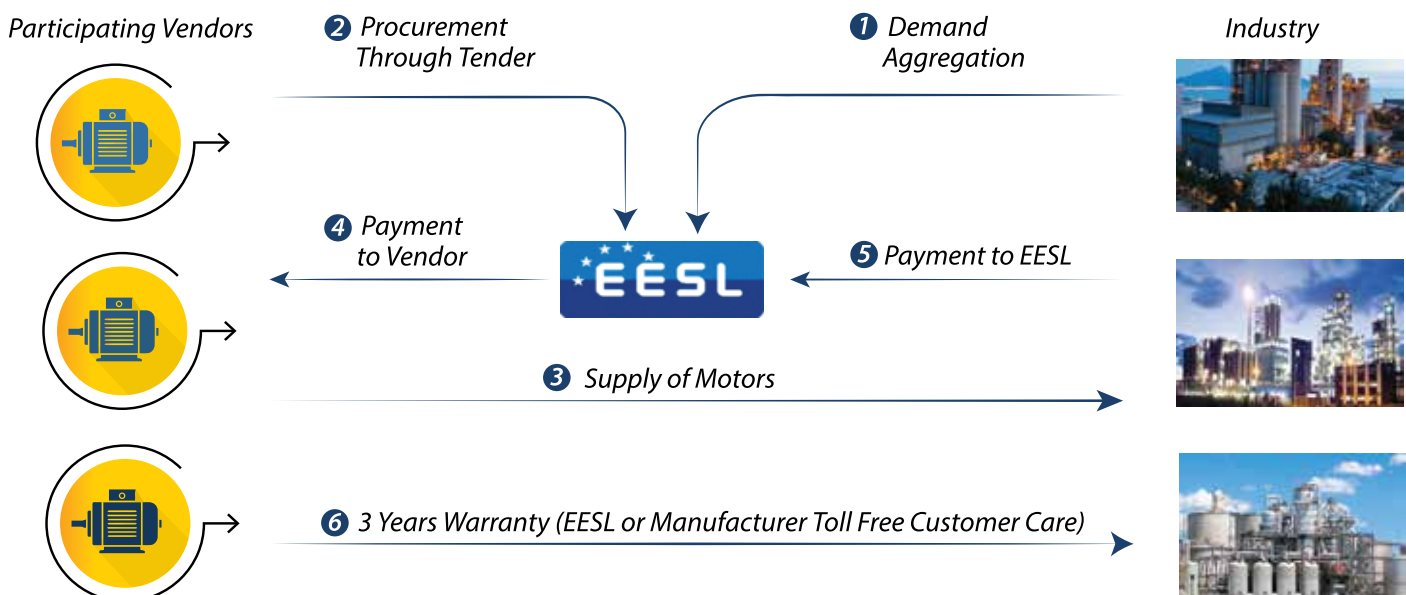 Participating Vendors
2 Procurement
Through Tender
1 Demand
Aggregation
Industry
4 Payment
to Vendor
EESL
5 Payment to EESL
3 Supply of Motors
6 3 Years Warranty (EESL or Manufacturer Toll Free Customer Care)